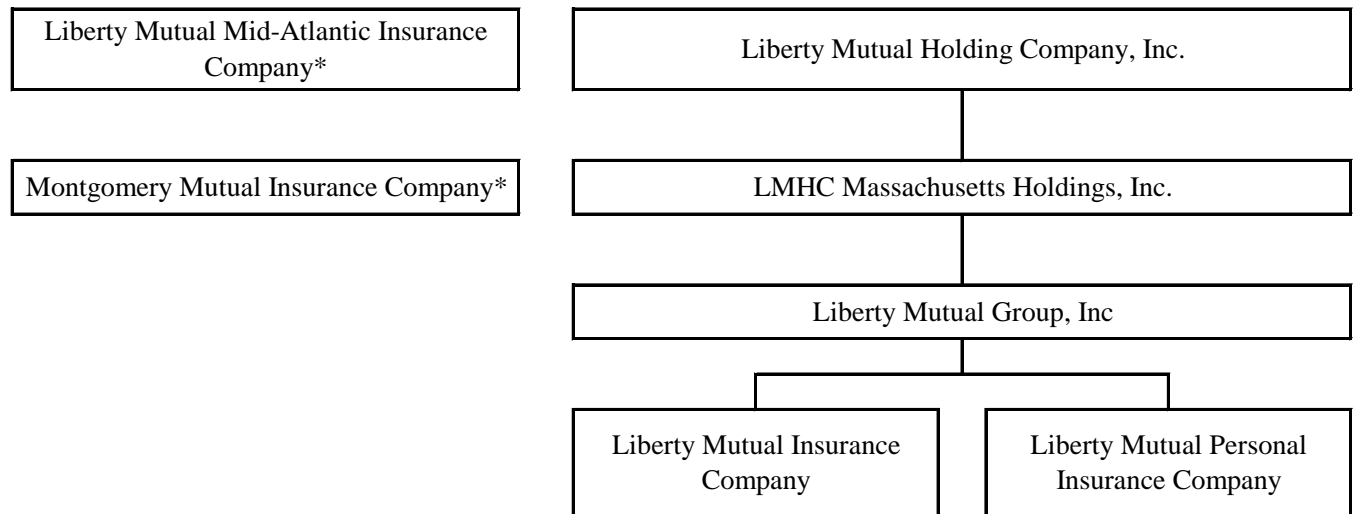 Liberty Mutual Mid-Atlantic Insurance
Company*
Liberty Mutual Holding Company, Inc.
Montgomery Mutual Insurance Company*
LMHC Massachusetts Holdings, Inc.
Liberty Mutual Group, Inc
Liberty Mutual Insurance
Company
Liberty Mutual Personal
Insurance Company